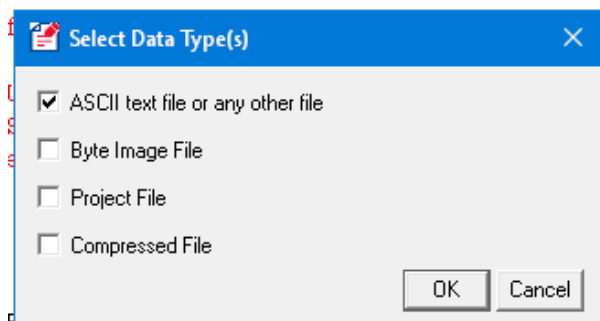 Select Data Type(s)
ASCII text file or any other file
Byte Image File
Project File
Compressed File
OK
Cancel